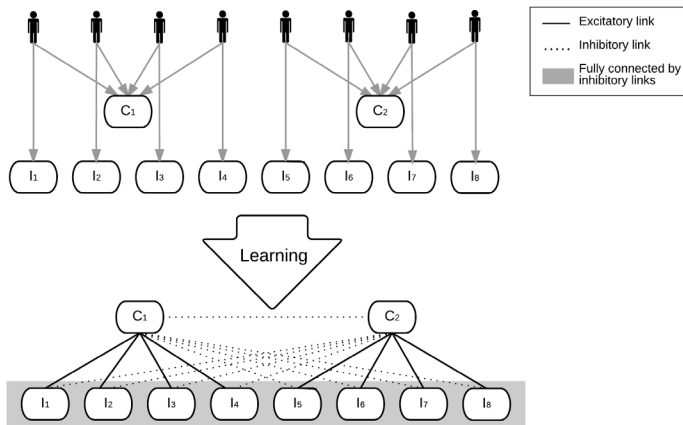 Excitatory link
Inhibitory link
Fully connected by
inhibitory links
C1 C2
I1 I2 I3 I4 I5 I6 I7 I8
Learning
C1 C2
I1 I2 I3 I4 I5 I6 I7 I8